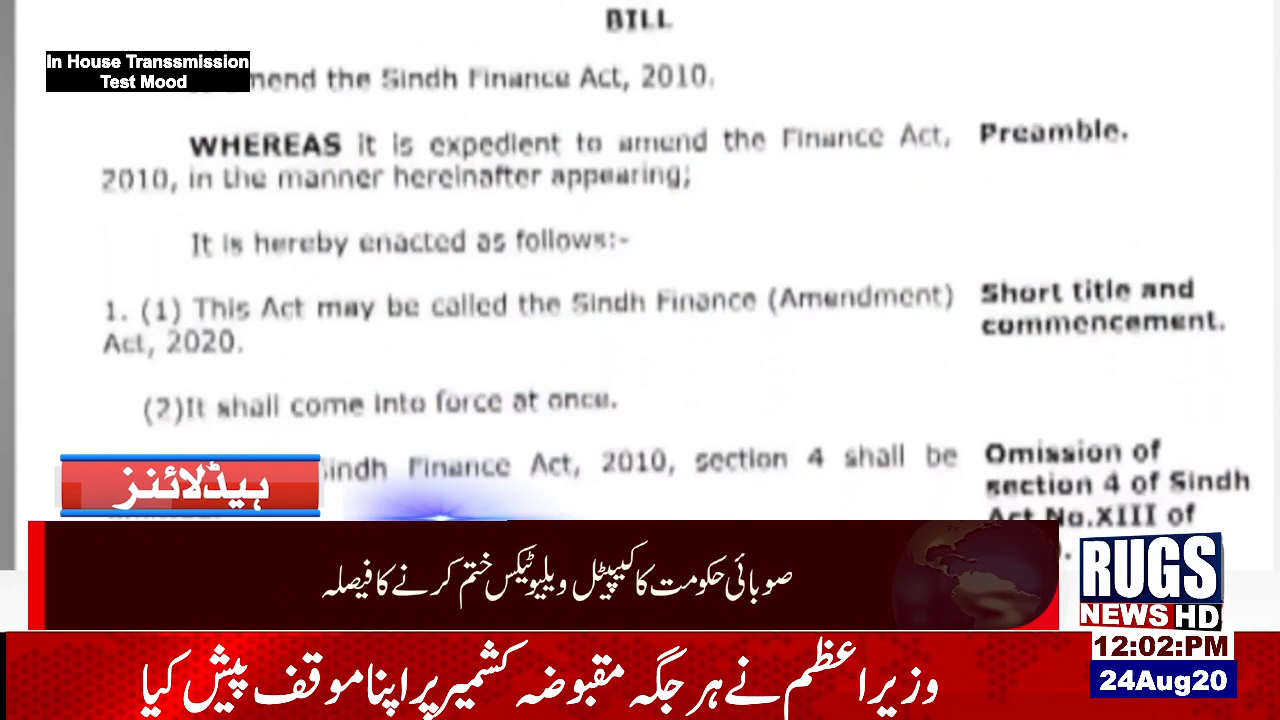 BILL
In House Transsmission
Test Mood
mend the Sindh Finance Act, 2010.
WHEREAS it is expedient to amend the Finance Act, Preamble.
2010, in the manner hereinafter appearing;
It is hereby enacted as follows:-
1. (1) This Act may be called the Sindh Finance (Amendment) Short title and
Act, 2020. commencement.
(2)It shall come into force at once.
Sindh Finance Act, 2010, section 4 shall be Omission of
section 4 of Sindh
Act No.XIII of
ہیڈلائنز
صوبائی حکومت کا کیپیٹل ویلیو ٹیکس ختم کرنے کا فیصلہ
RUGS
NEWS HD
وزیراعظم نے ہر جگہ مقبوضہ کشمیر پر اپنا موقف پیش کیا
12:02:PM
24Aug20